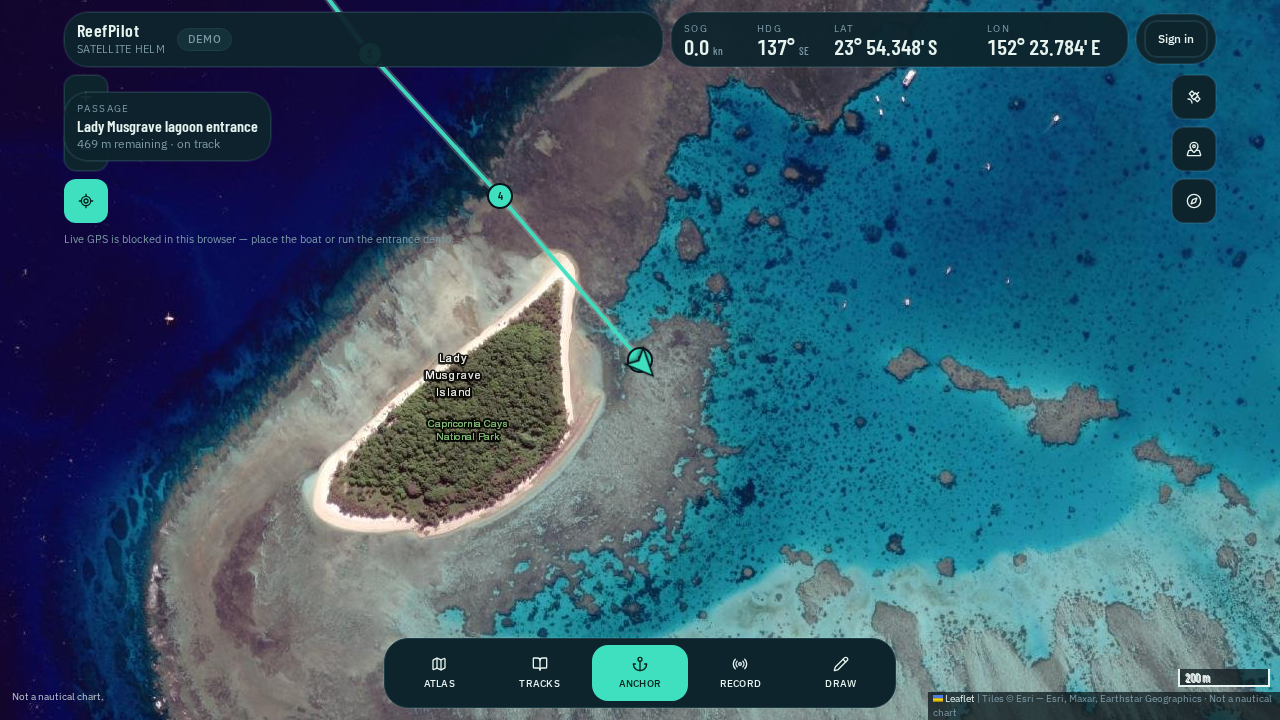 ReefPilot
SATELLITE HELM
DEMO
SOG
0.0 kn
HDG
137° SE
LAT
23° 54.348' S
LON
152° 23.784' E
Sign in
PASSAGE
Lady Musgrave lagoon entrance
469 m remaining · on track
Live GPS is blocked in this browser — place the boat or run the entrance demo.
4
Lady
Musgrave
Island
Capricornia Cays
National Park
ATLAS
TRACKS
ANCHOR
RECORD
DRAW
Not a nautical chart.
200 m
Leaflet | Tiles © Esri — Esri, Maxar, Earthstar Geographics · Not a nautical
chart